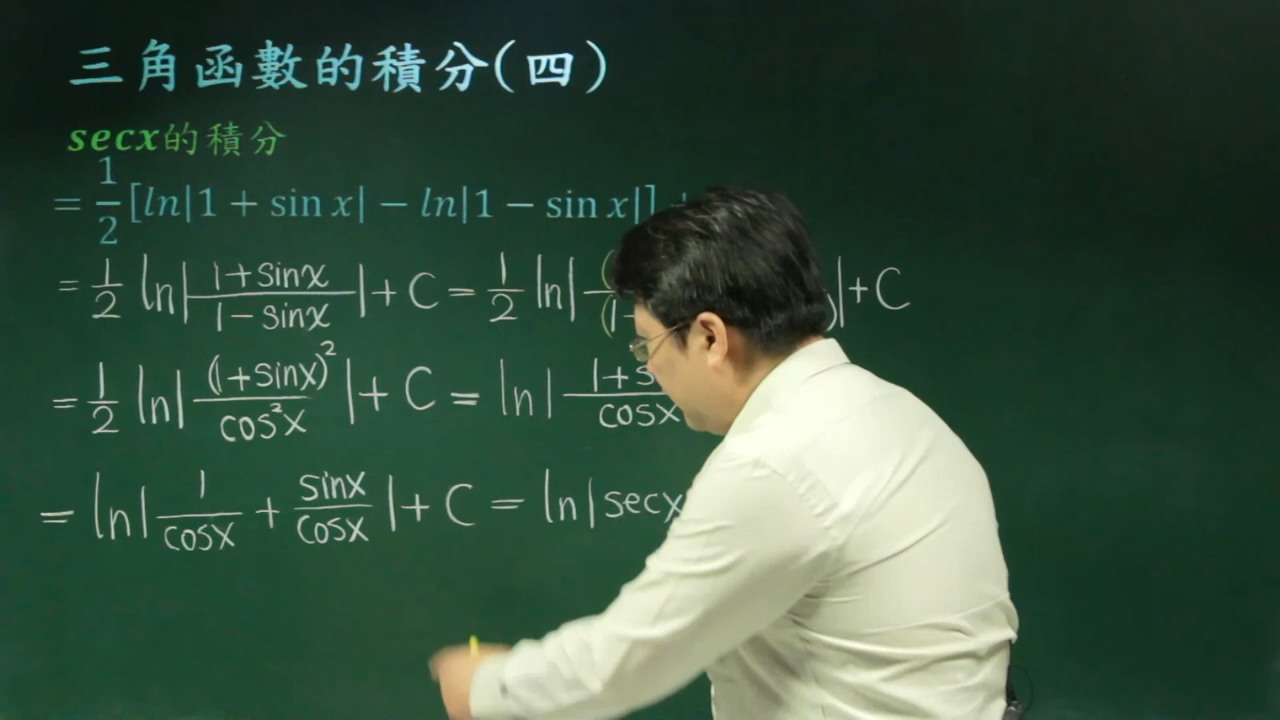 三角函數的積分(四)
secx的積分
= 1/2 [ln|1 + sin x| − ln|1 − sin x|] +
= 1/2 ln| (1+sinx)/(1−sinx) | + C = 1/2 ln| |+C
= 1/2 ln| (1+sinx)²/cos²x | + C = ln| 1+s /cosx
= ln| 1/cosx + sinx/cosx | + C = ln|secx